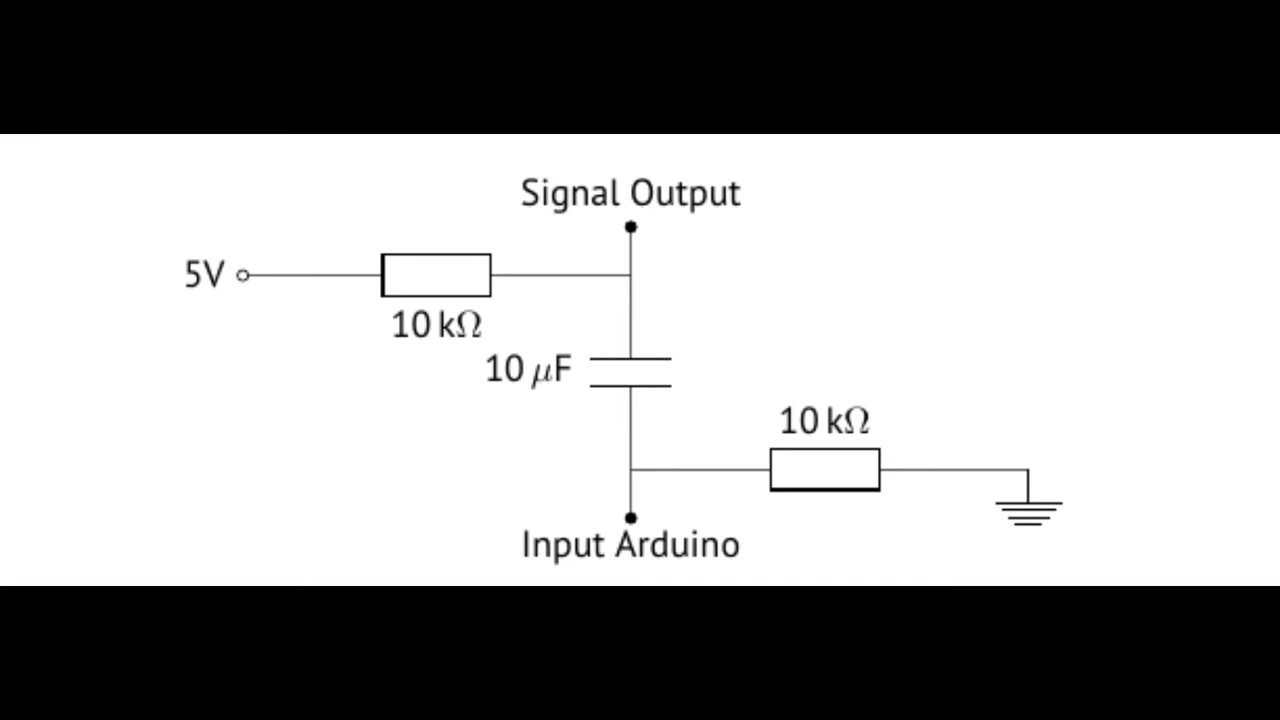 Signal Output
5V
10 kΩ
10 μF
10 kΩ
Input Arduino